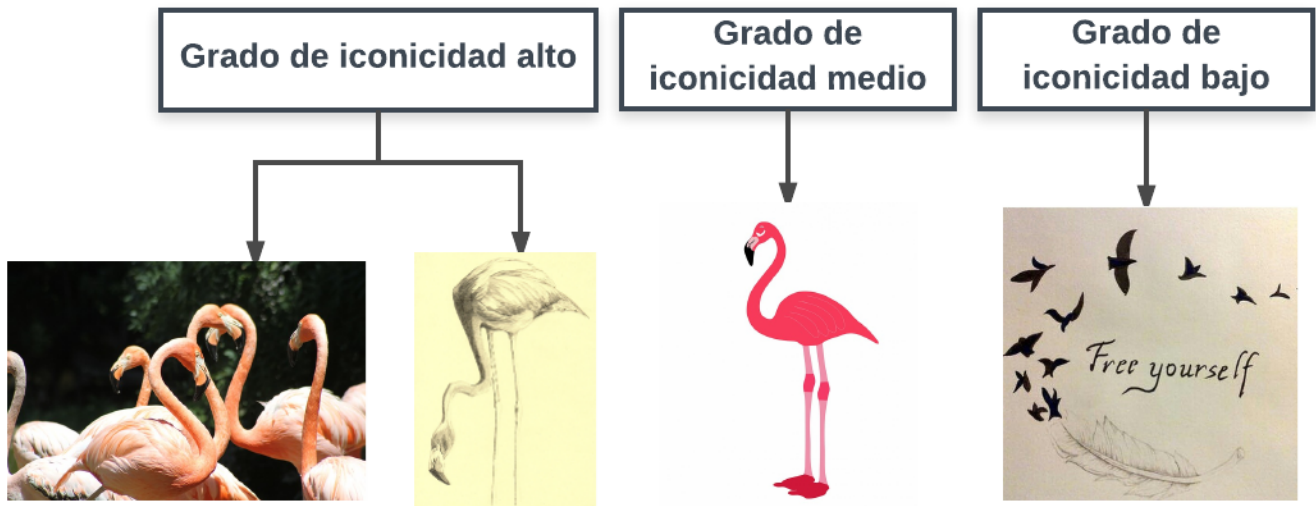 Grado de iconicidad alto
Grado de
iconicidad medio
Grado de
iconicidad bajo
Free yourself